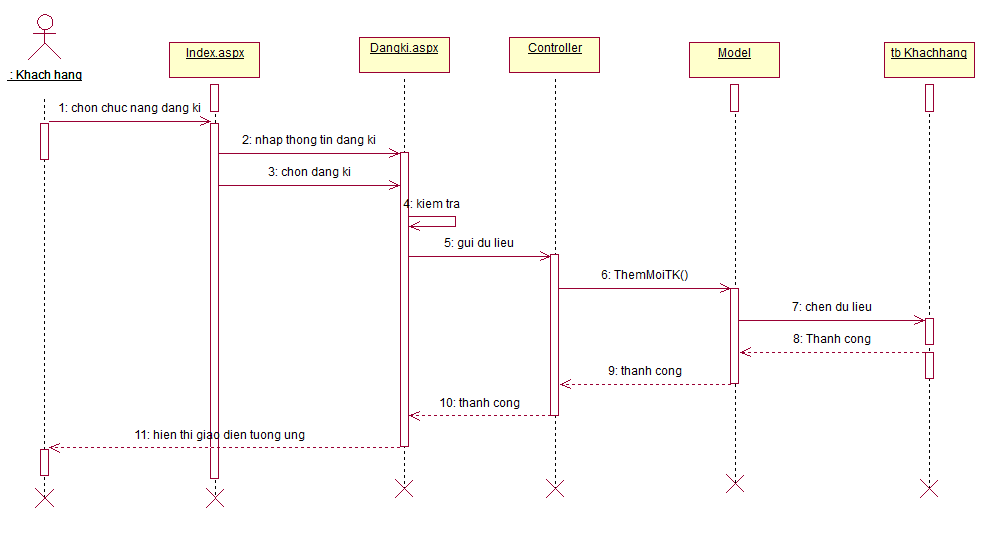 : Khach hang
Index.aspx
Dangki.aspx
Controller
Model
tb Khachhang
1: chon chuc nang dang ki
2: nhap thong tin dang ki
3: chon dang ki
4: kiem tra
5: gui du lieu
6: ThemMoiTK()
7: chen du lieu
8: Thanh cong
9: thanh cong
10: thanh cong
11: hien thi giao dien tuong ung